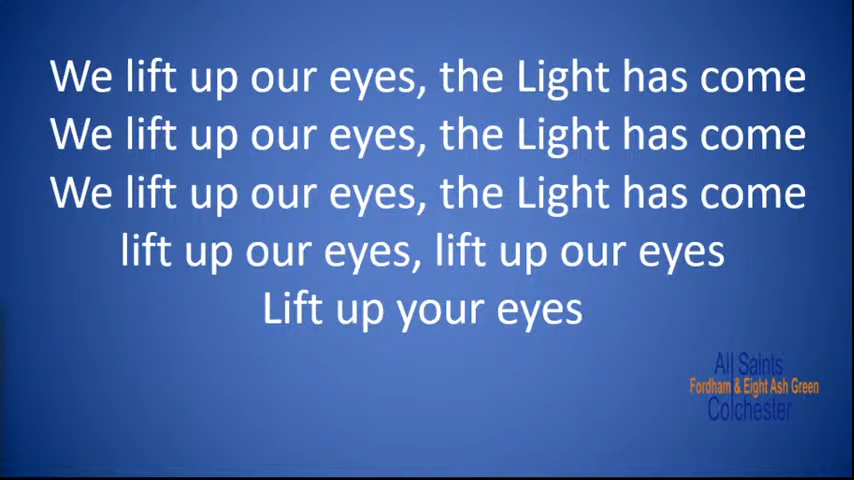 We lift up our eyes, the Light has come
We lift up our eyes, the Light has come
We lift up our eyes, the Light has come
lift up our eyes, lift up our eyes
Lift up your eyes
All Saints
Fordham & Eight Ash Green
Colchester